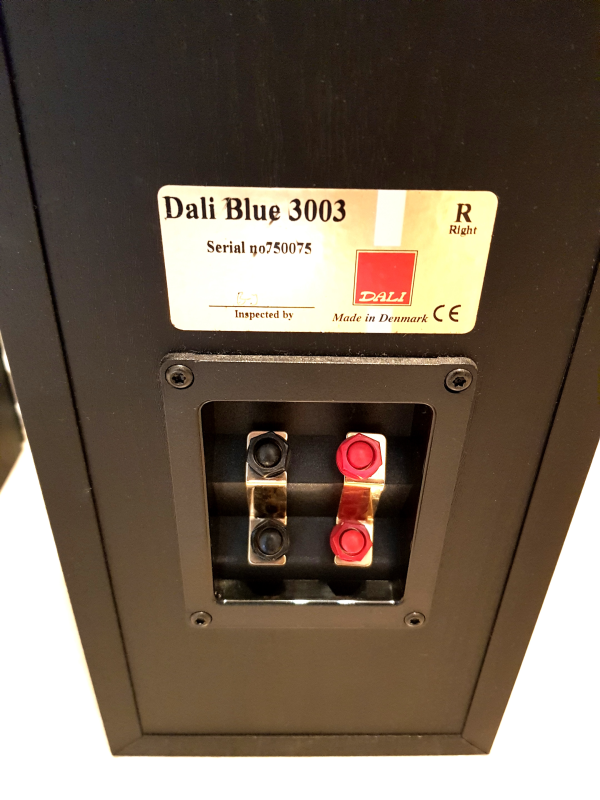 Dali Blue 3003
R
Right
Serial no750075
DALI
Inspected by
Made in Denmark CE